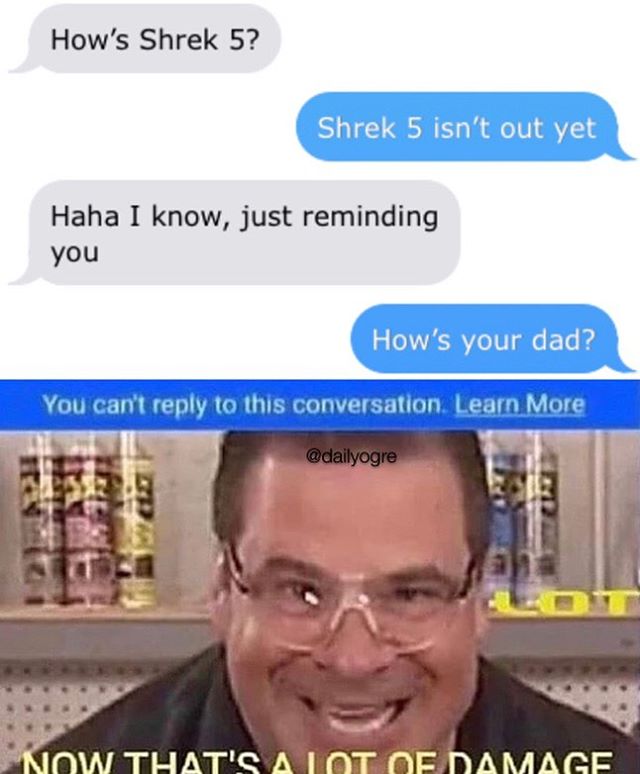 How's Shrek 5?
Shrek 5 isn't out yet
Haha I know, just reminding
you
How's your dad?
You can't reply to this conversation. Learn More
@dailyogre
LOT
NOW THAT'S A LOT OF DAMAGE